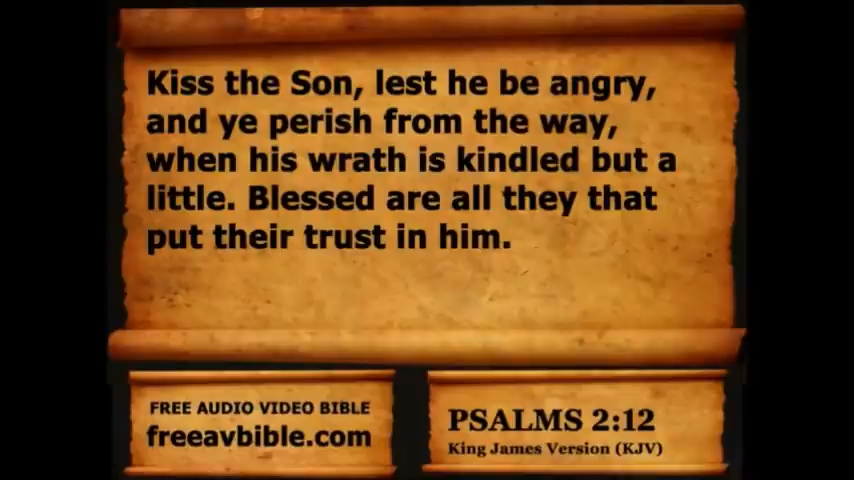 Kiss the Son, lest he be angry,
and ye perish from the way,
when his wrath is kindled but a
little. Blessed are all they that
put their trust in him.
FREE AUDIO VIDEO BIBLE
freeavbible.com
PSALMS 2:12
King James Version (KJV)